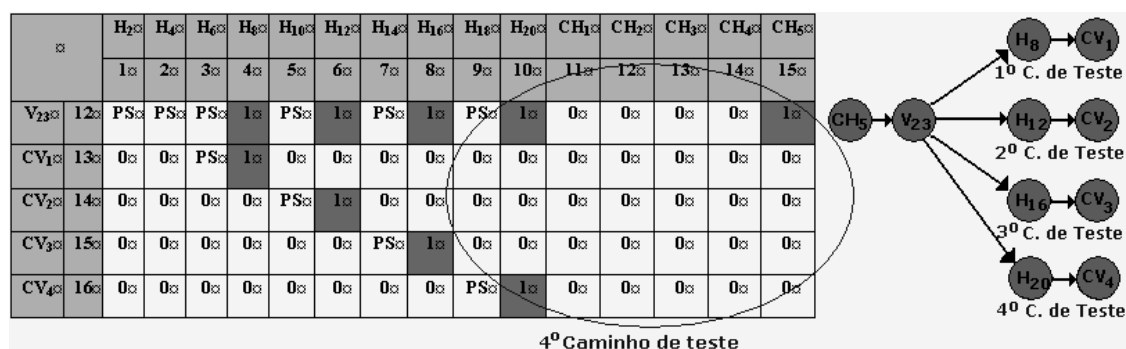 ¤ H₂¤ H₄¤ H₆¤ H₈¤ H₁₀¤ H₁₂¤ H₁₄¤ H₁₆¤ H₁₈¤ H₂₀¤ CH₁¤ CH₂¤ CH₃¤ CH₄¤ CH₅¤
1¤ 2¤ 3¤ 4¤ 5¤ 6¤ 7¤ 8¤ 9¤ 10¤ 11¤ 12¤ 13¤ 14¤ 15¤
V₂₃¤ 12¤ PS¤ PS¤ PS¤ 1¤ PS¤ 1¤ PS¤ 1¤ PS¤ 1¤ 0¤ 0¤ 0¤ 0¤ 1¤
CV₁¤ 13¤ 0¤ 0¤ PS¤ 1¤ 0¤ 0¤ 0¤ 0¤ 0¤ 0¤ 0¤ 0¤ 0¤ 0¤ 0¤
CV₂¤ 14¤ 0¤ 0¤ 0¤ 0¤ PS¤ 1¤ 0¤ 0¤ 0¤ 0¤ 0¤ 0¤ 0¤ 0¤ 0¤
CV₃¤ 15¤ 0¤ 0¤ 0¤ 0¤ 0¤ 0¤ PS¤ 1¤ 0¤ 0¤ 0¤ 0¤ 0¤ 0¤ 0¤
CV₄¤ 16¤ 0¤ 0¤ 0¤ 0¤ 0¤ 0¤ 0¤ 0¤ PS¤ 1¤ 0¤ 0¤ 0¤ 0¤ 0¤
4º Caminho de teste
H₈ CV₁
1º C. de Teste
CH₅ V₂₃ H₁₂ CV₂
2º C. de Teste
H₁₆ CV₃
3º C. de Teste
H₂₀ CV₄
4º C. de Teste